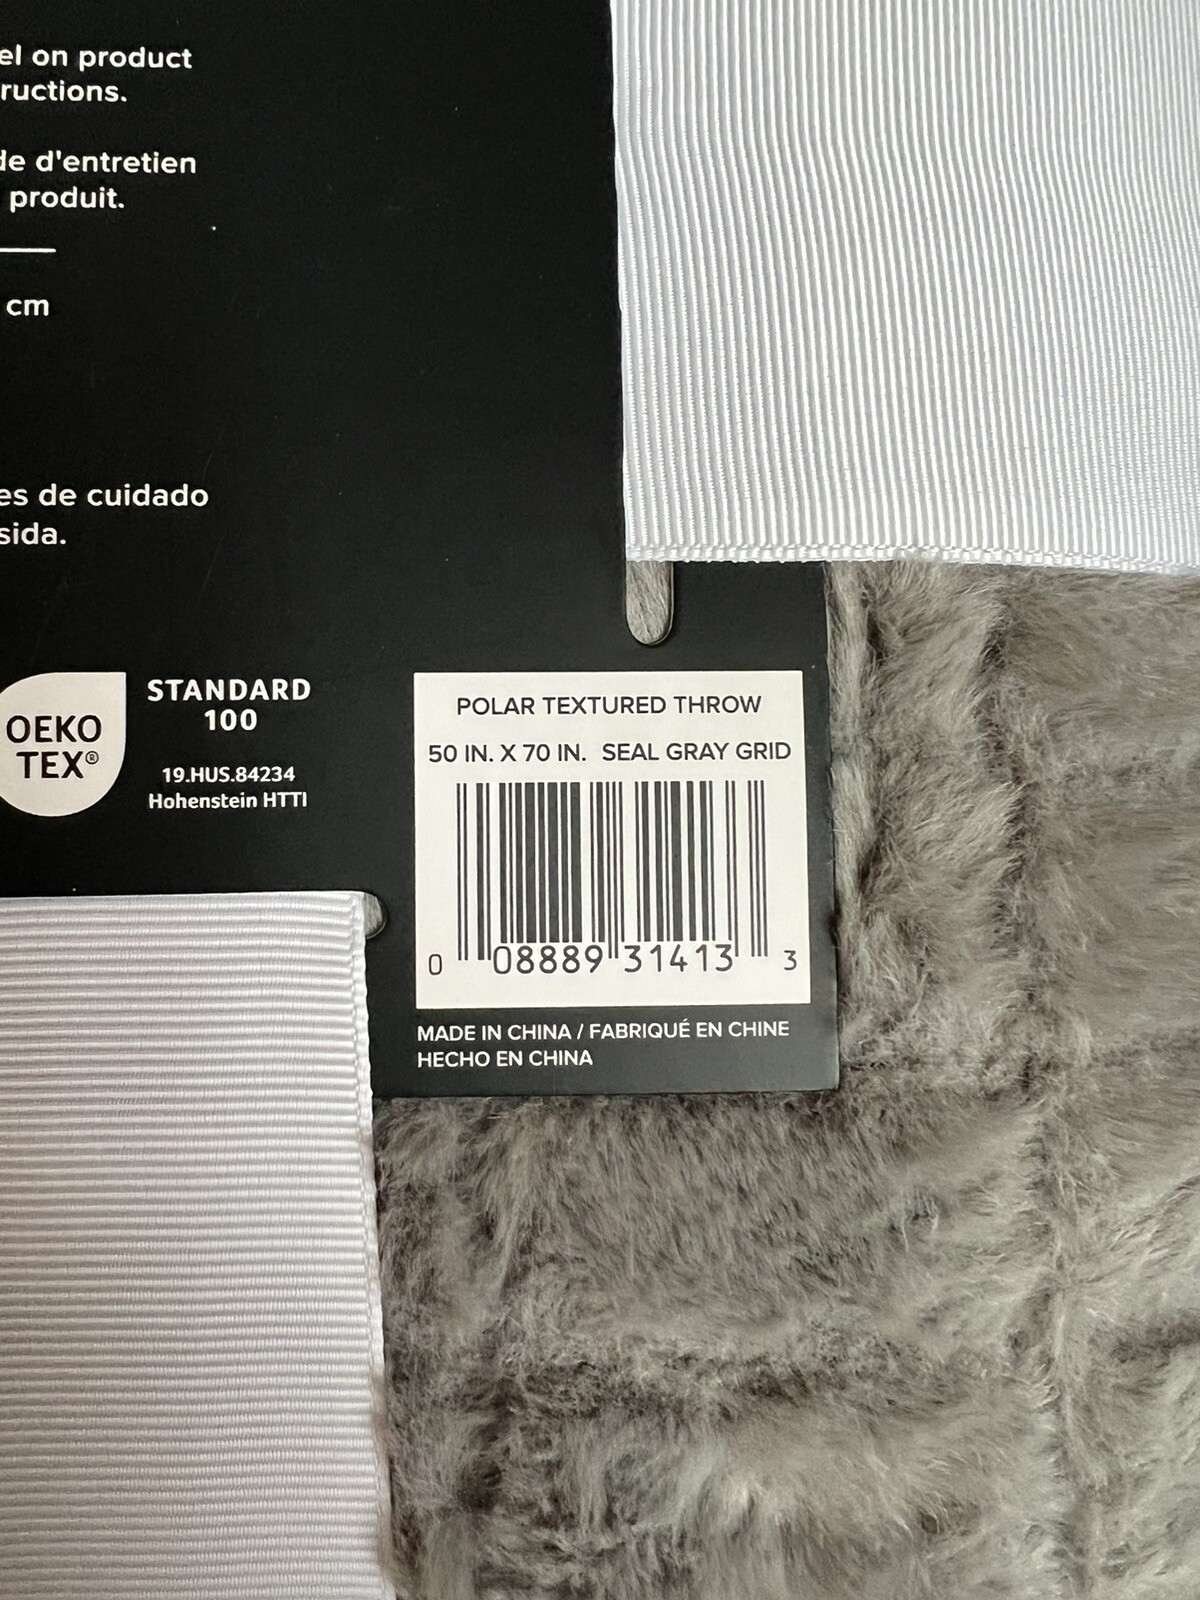 el on product
ructions.
de d'entretien
produit.
cm
es de cuidado
sida.
OEKO
TEX®
STANDARD
100
19.HUS.84234
Hohenstein HTTI
POLAR TEXTURED THROW
50 IN. X 70 IN. SEAL GRAY GRID
0 08889 31413 3
MADE IN CHINA / FABRIQUÉ EN CHINE
HECHO EN CHINA